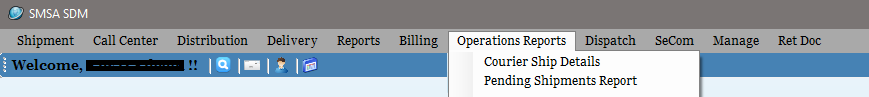 SMSA SDM
Shipment Call Center Distribution Delivery Reports Billing Operations Reports Dispatch SeCom Manage Ret Doc
Welcome, !!
Courier Ship Details
Pending Shipments Report